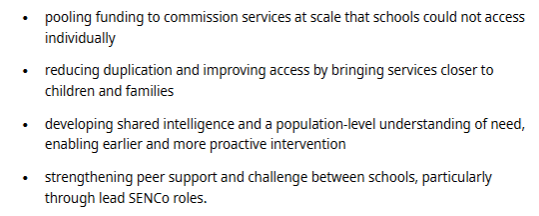 • pooling funding to commission services at scale that schools could not access
individually
• reducing duplication and improving access by bringing services closer to
children and families
• developing shared intelligence and a population-level understanding of need,
enabling earlier and more proactive intervention
• strengthening peer support and challenge between schools, particularly
through lead SENCo roles.